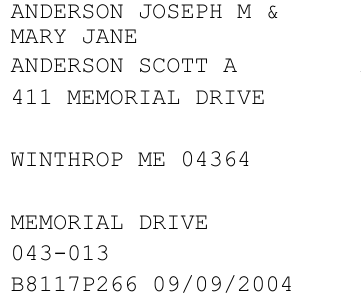 ANDERSON JOSEPH M &
MARY JANE
ANDERSON SCOTT A
411 MEMORIAL DRIVE
WINTHROP ME 04364
MEMORIAL DRIVE
043-013
B8117P266 09/09/2004